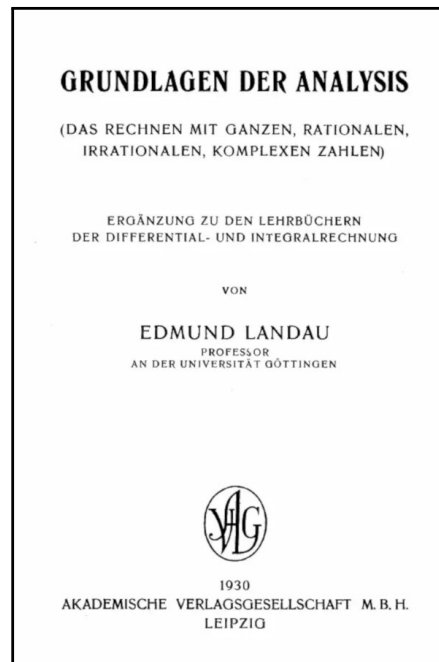 GRUNDLAGEN DER ANALYSIS
(DAS RECHNEN MIT GANZEN, RATIONALEN,
IRRATIONALEN, KOMPLEXEN ZAHLEN)
ERGÄNZUNG ZU DEN LEHRBÜCHERN
DER DIFFERENTIAL- UND INTEGRALRECHNUNG
VON
EDMUND LANDAU
PROFESSOR
AN DER UNIVERSITÄT GÖTTINGEN
AVG
1930
AKADEMISCHE VERLAGSGESELLSCHAFT M. B. H.
LEIPZIG